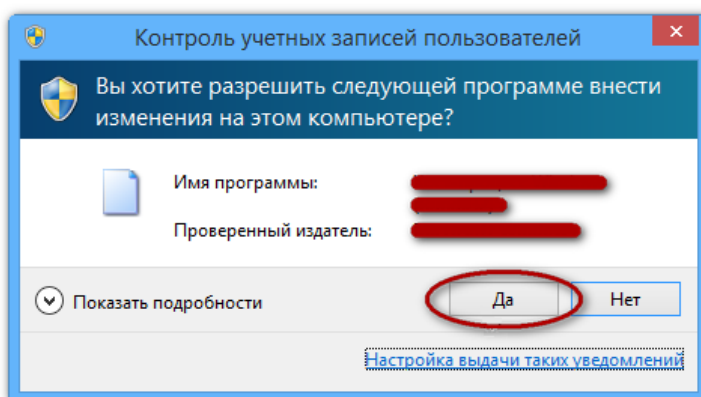 Контроль учетных записей пользователей
Вы хотите разрешить следующей программе внести
изменения на этом компьютере?
Имя программы:
Проверенный издатель:
Показать подробности
Да
Нет
Настройка выдачи таких уведомлений